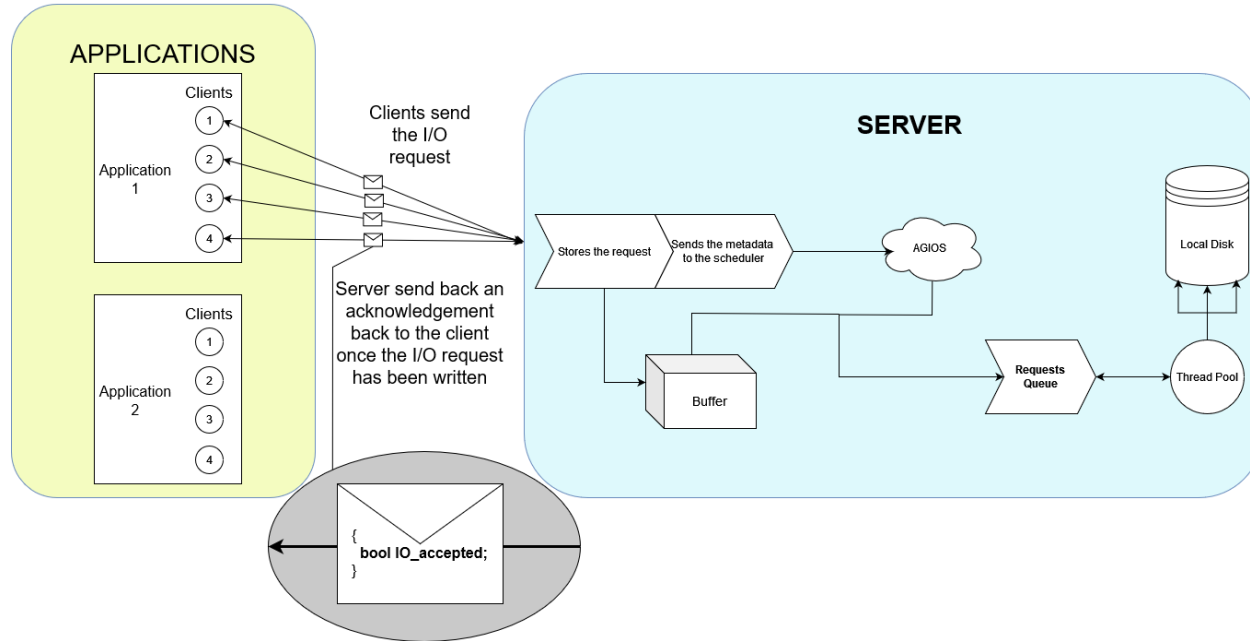 APPLICATIONS
Clients
1
2
3
4
Application
1
Clients
1
2
3
4
Application
2
Clients send
the I/O
request
Server send back an
acknowledgement
back to the client
once the I/O request
has been written
{
bool IO_accepted;
}
SERVER
Stores the request
Sends the metadata
to the scheduler
AGIOS
Local Disk
Buffer
Requests
Queue
Thread Pool